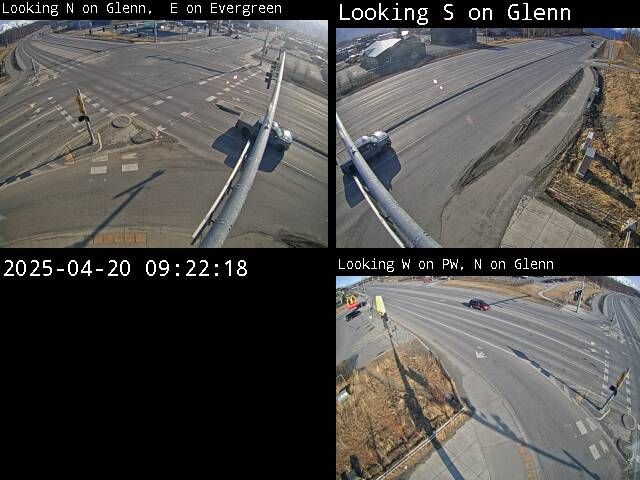 Looking N on Glenn,  E on Evergreen
Looking S on Glenn
2025-04-20 09:22:18
Looking W on PW, N on Glenn